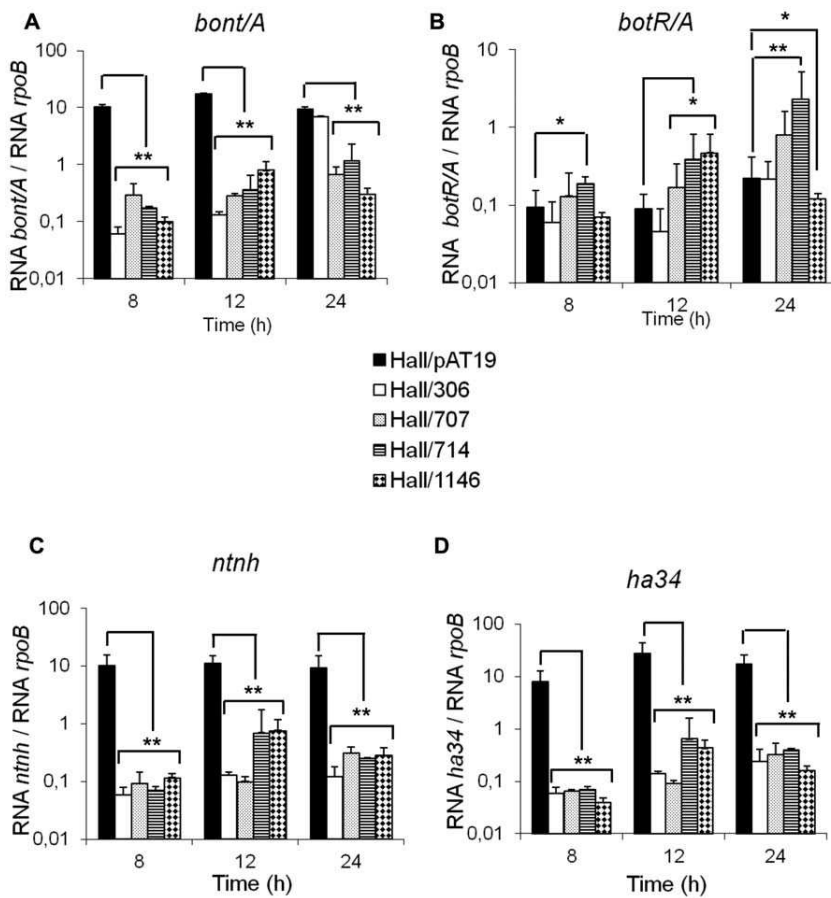 A
bont/A
RNA bont/A / RNA rpoB
100
10
1
0,1
0,01
**
**
**
8
12
24
Time (h)
B
botR/A
RNA botR/A / RNA rpoB
10
1
0,1
0,01
*
*
*
**
8
12
24
Time (h)
Hall/pAT19
Hall/306
Hall/707
Hall/714
Hall/1146
C
ntnh
RNA ntnh / RNA rpoB
100
10
1
0,1
0,01
**
**
**
8
12
24
Time (h)
D
ha34
RNA ha34 / RNA rpoB
100
10
1
0,1
0,01
**
**
**
8
12
24
Time (h)